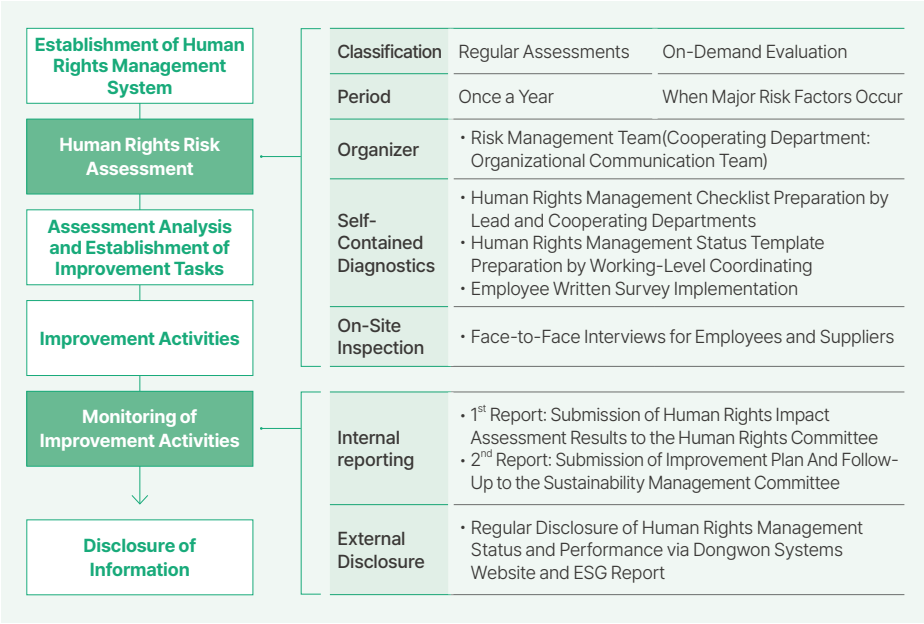 Establishment of Human
Rights Management
System
Human Rights Risk
Assessment
Assessment Analysis
and Establishment of
Improvement Tasks
Improvement Activities
Monitoring of
Improvement Activities
Disclosure of
Information
Classification Regular Assessments On-Demand Evaluation
Period Once a Year When Major Risk Factors Occur
Organizer
• Risk Management Team(Cooperating Department:
Organizational Communication Team)
Self-
Contained
Diagnostics
• Human Rights Management Checklist Preparation by
Lead and Cooperating Departments
• Human Rights Management Status Template
Preparation by Working-Level Coordinating
• Employee Written Survey Implementation
On-Site
Inspection
• Face-to-Face Interviews for Employees and Suppliers
Internal
reporting
• 1st Report: Submission of Human Rights Impact
Assessment Results to the Human Rights Committee
• 2nd Report: Submission of Improvement Plan And Follow-
Up to the Sustainability Management Committee
External
Disclosure
• Regular Disclosure of Human Rights Management
Status and Performance via Dongwon Systems
Website and ESG Report